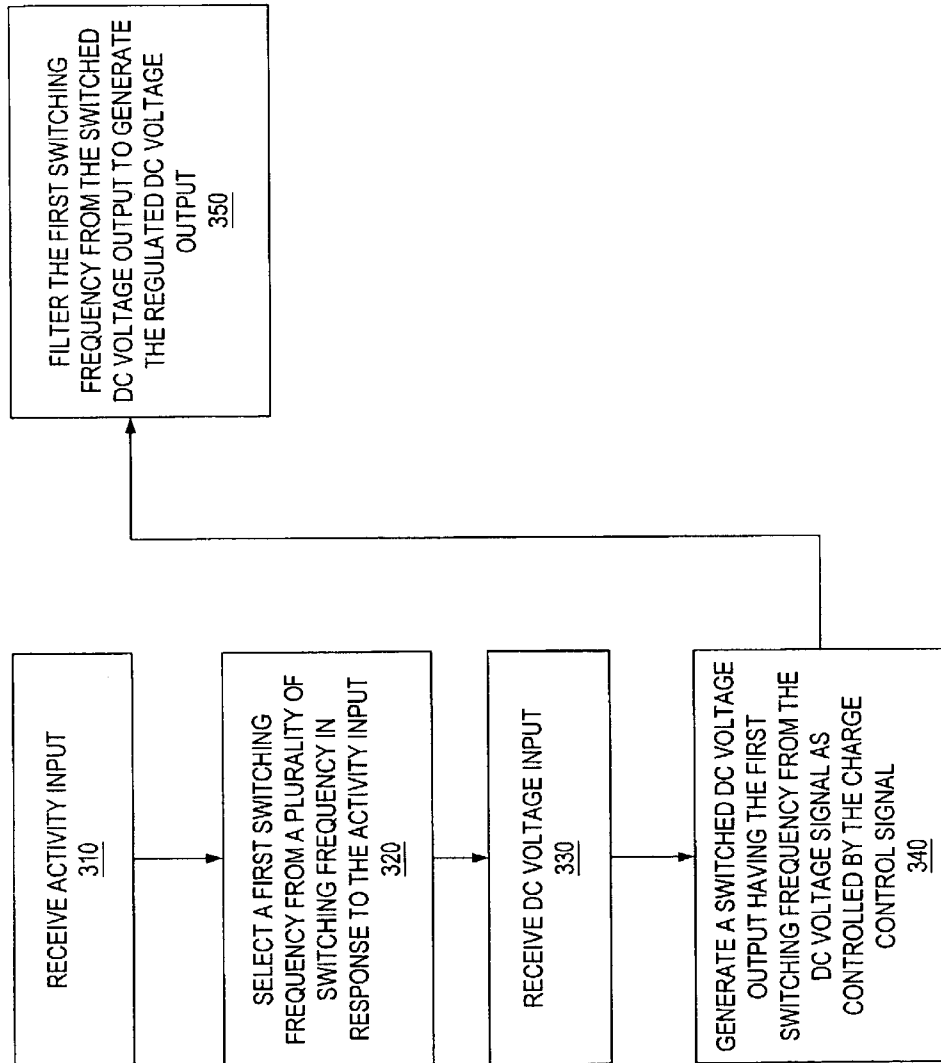 RECEIVE ACTIVITY INPUT
310
SELECT A FIRST SWITCHING
FREQUENCY FROM A PLURALITY OF
SWITCHING FREQUENCY IN
RESPONSE TO THE ACTIVITY INPUT
320
RECEIVE DC VOLTAGE INPUT
330
GENERATE A SWITCHED DC VOLTAGE
OUTPUT HAVING THE FIRST
SWITCHING FREQUENCY FROM THE
DC VOLTAGE SIGNAL AS
CONTROLLED BY THE CHARGE
CONTROL SIGNAL
340
FILTER THE FIRST SWITCHING
FREQUENCY FROM THE SWITCHED
DC VOLTAGE OUTPUT TO GENERATE
THE REGULATED DC VOLTAGE
OUTPUT
350